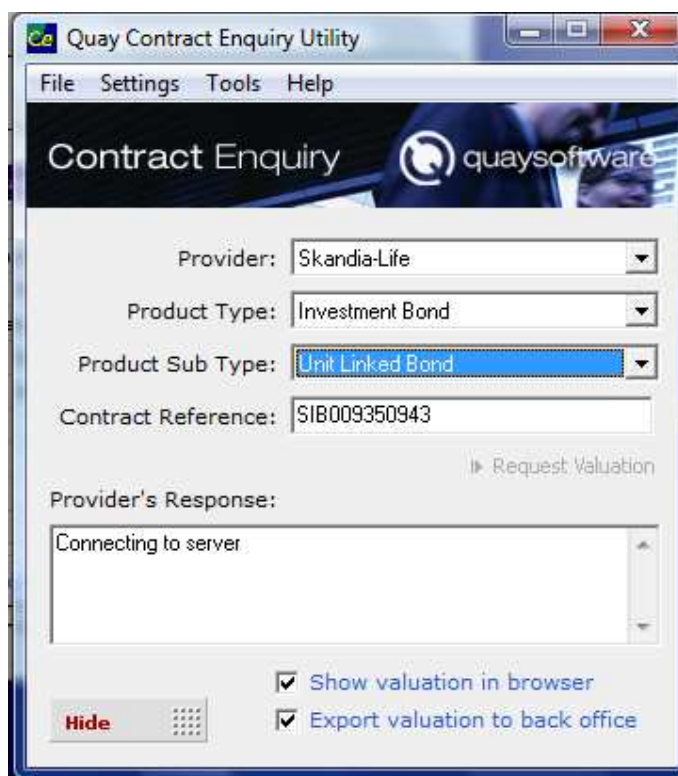 Ce Quay Contract Enquiry Utility
File Settings Tools Help
Contract Enquiry quaysoftware
Provider: Skandia-Life
Product Type: Investment Bond
Product Sub Type: Unit Linked Bond
Contract Reference: SIB009350943
Request Valuation
Provider's Response:
Connecting to server
Show valuation in browser
Hide
Export valuation to back office